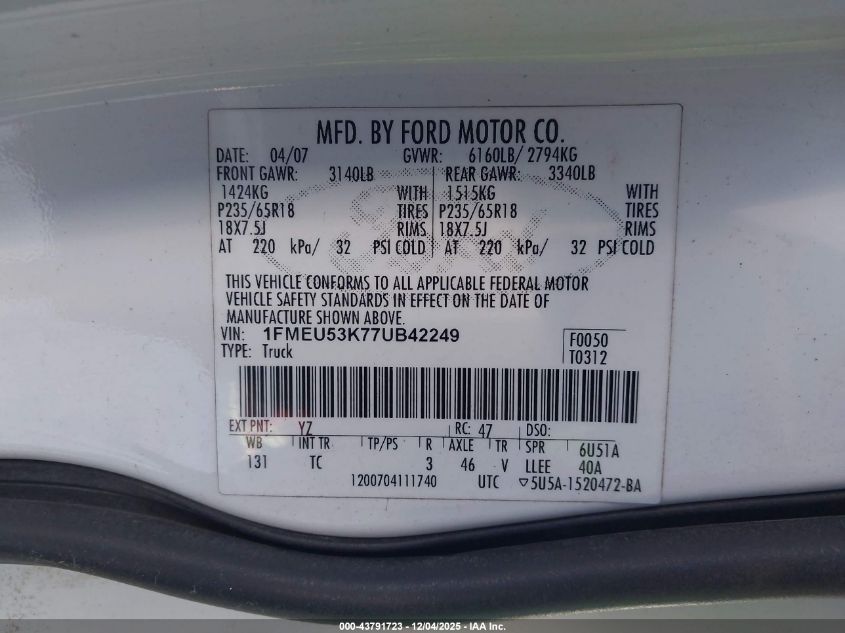 MFD. BY FORD MOTOR CO.
DATE: 04/07 GVWR: 6160LB/ 2794KG
FRONT GAWR: 3140LB REAR GAWR: 3340LB
1424KG WITH 1515KG WITH
P235/65R18 TIRES P235/65R18 TIRES
18X7.5J RIMS 18X7.5J RIMS
AT 220 kPa/ 32 PSI COLD AT 220 kPa/ 32 PSI COLD
THIS VEHICLE CONFORMS TO ALL APPLICABLE FEDERAL MOTOR
VEHICLE SAFETY STANDARDS IN EFFECT ON THE DATE OF
MANUFACTURE SHOWN ABOVE.
VIN: 1FMEU53K77UB42249 F0050
TYPE: Truck T0312
EXT PNT: YZ RC: 47 DSO:
WB INT TR TP/PS R AXLE TR SPR 6U51A
131 TC 3 46 V LLEE 40A
1200704111740 UTC ▽5U5A-1520472-BA
000-43791723 - 12/04/2025 - IAA Inc.